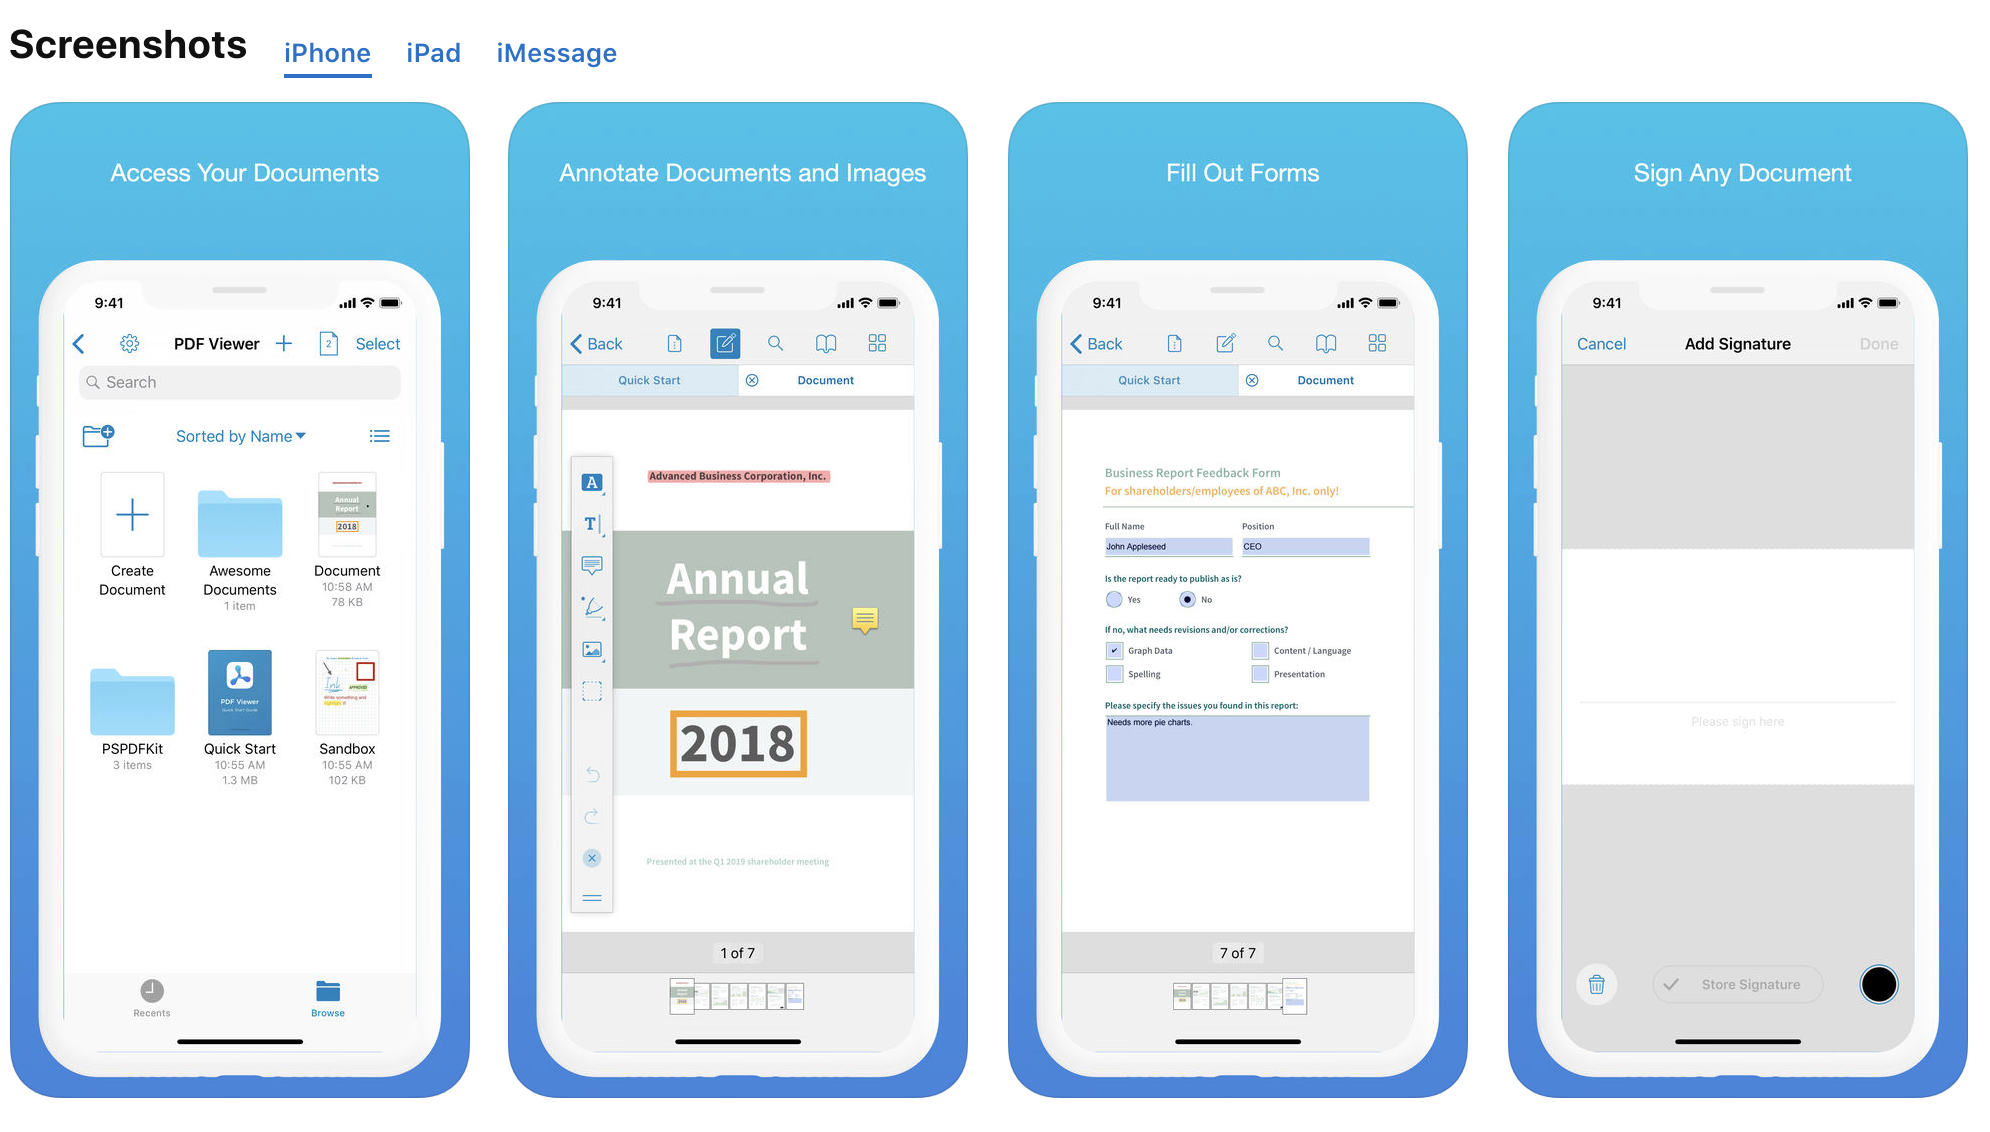 Screenshots iPhone iPad iMessage
Access Your Documents
9:41
PDF Viewer 2 Select
Search
Sorted by Name
Create Document
Awesome Documents
1 item
Annual Report
2018
Document
10:58 AM
78 KB
PSPDFKit
3 items
PDF Viewer
Quick Start
10:55 AM
1.3 MB
Ink
APPROVED
Sandbox
10:55 AM
102 KB
Recents
Browse
Annotate Documents and Images
9:41
Back
Quick Start Document
A
T
Advanced Business Corporation, Inc.
Annual
Report
2018
Presented at the Q1 2019 shareholder meeting
1 of 7
Fill Out Forms
9:41
Back
Quick Start Document
Business Report Feedback Form
For shareholders/employees of ABC, Inc. only!
Full Name Position
John Appleseed CEO
Is the report ready to publish as is?
Yes No
If no, what needs revisions and/or corrections?
Graph Data Content / Language
Spelling Presentation
Please specify the issues you found in this report:
Needs more pie charts.
7 of 7
Sign Any Document
9:41
Cancel Add Signature Done
Please sign here
Store Signature